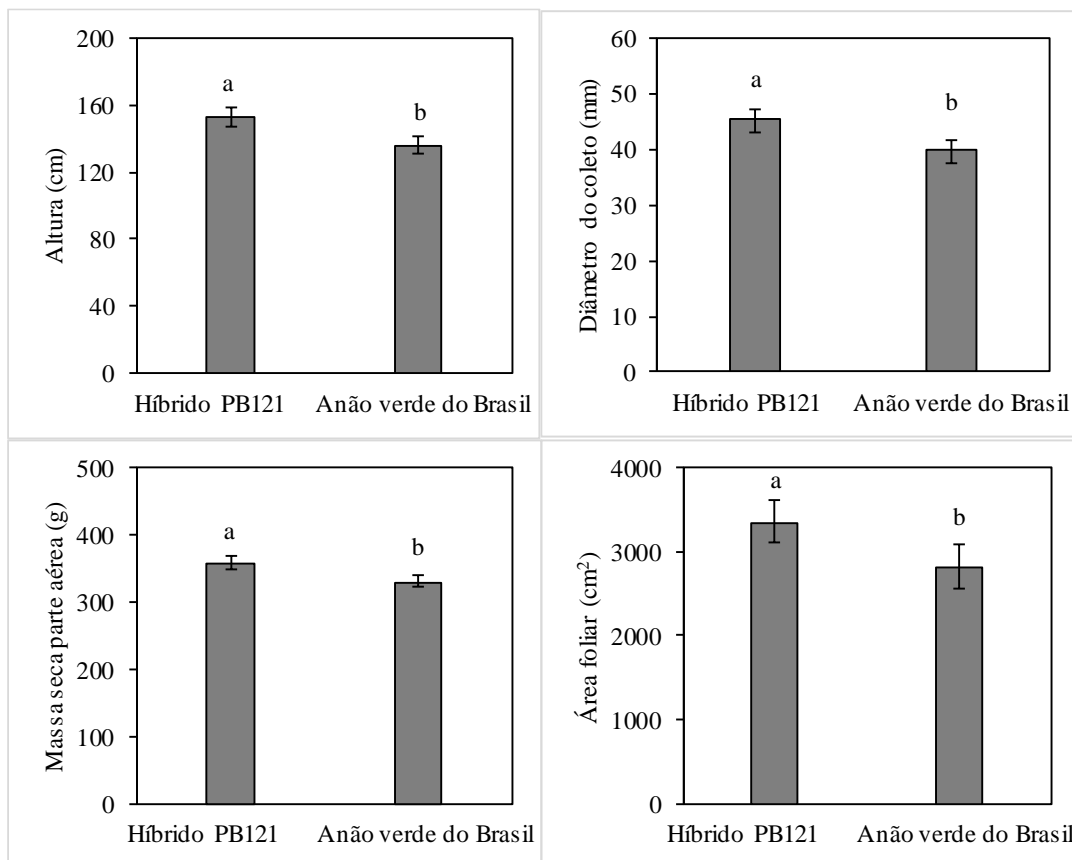 Altura (cm)
200
160
120
80
40
0
a
b
Híbrido PB121
Anão verde do Brasil
Diâmetro do coleto (mm)
60
50
40
30
20
10
0
a
b
Híbrido PB121
Anão verde do Brasil
Massa seca parte aérea (g)
500
400
300
200
100
0
a
b
Híbrido PB121
Anão verde do Brasil
Área foliar (cm²)
4000
3000
2000
1000
0
a
b
Híbrido PB121
Anão verde do Brasil